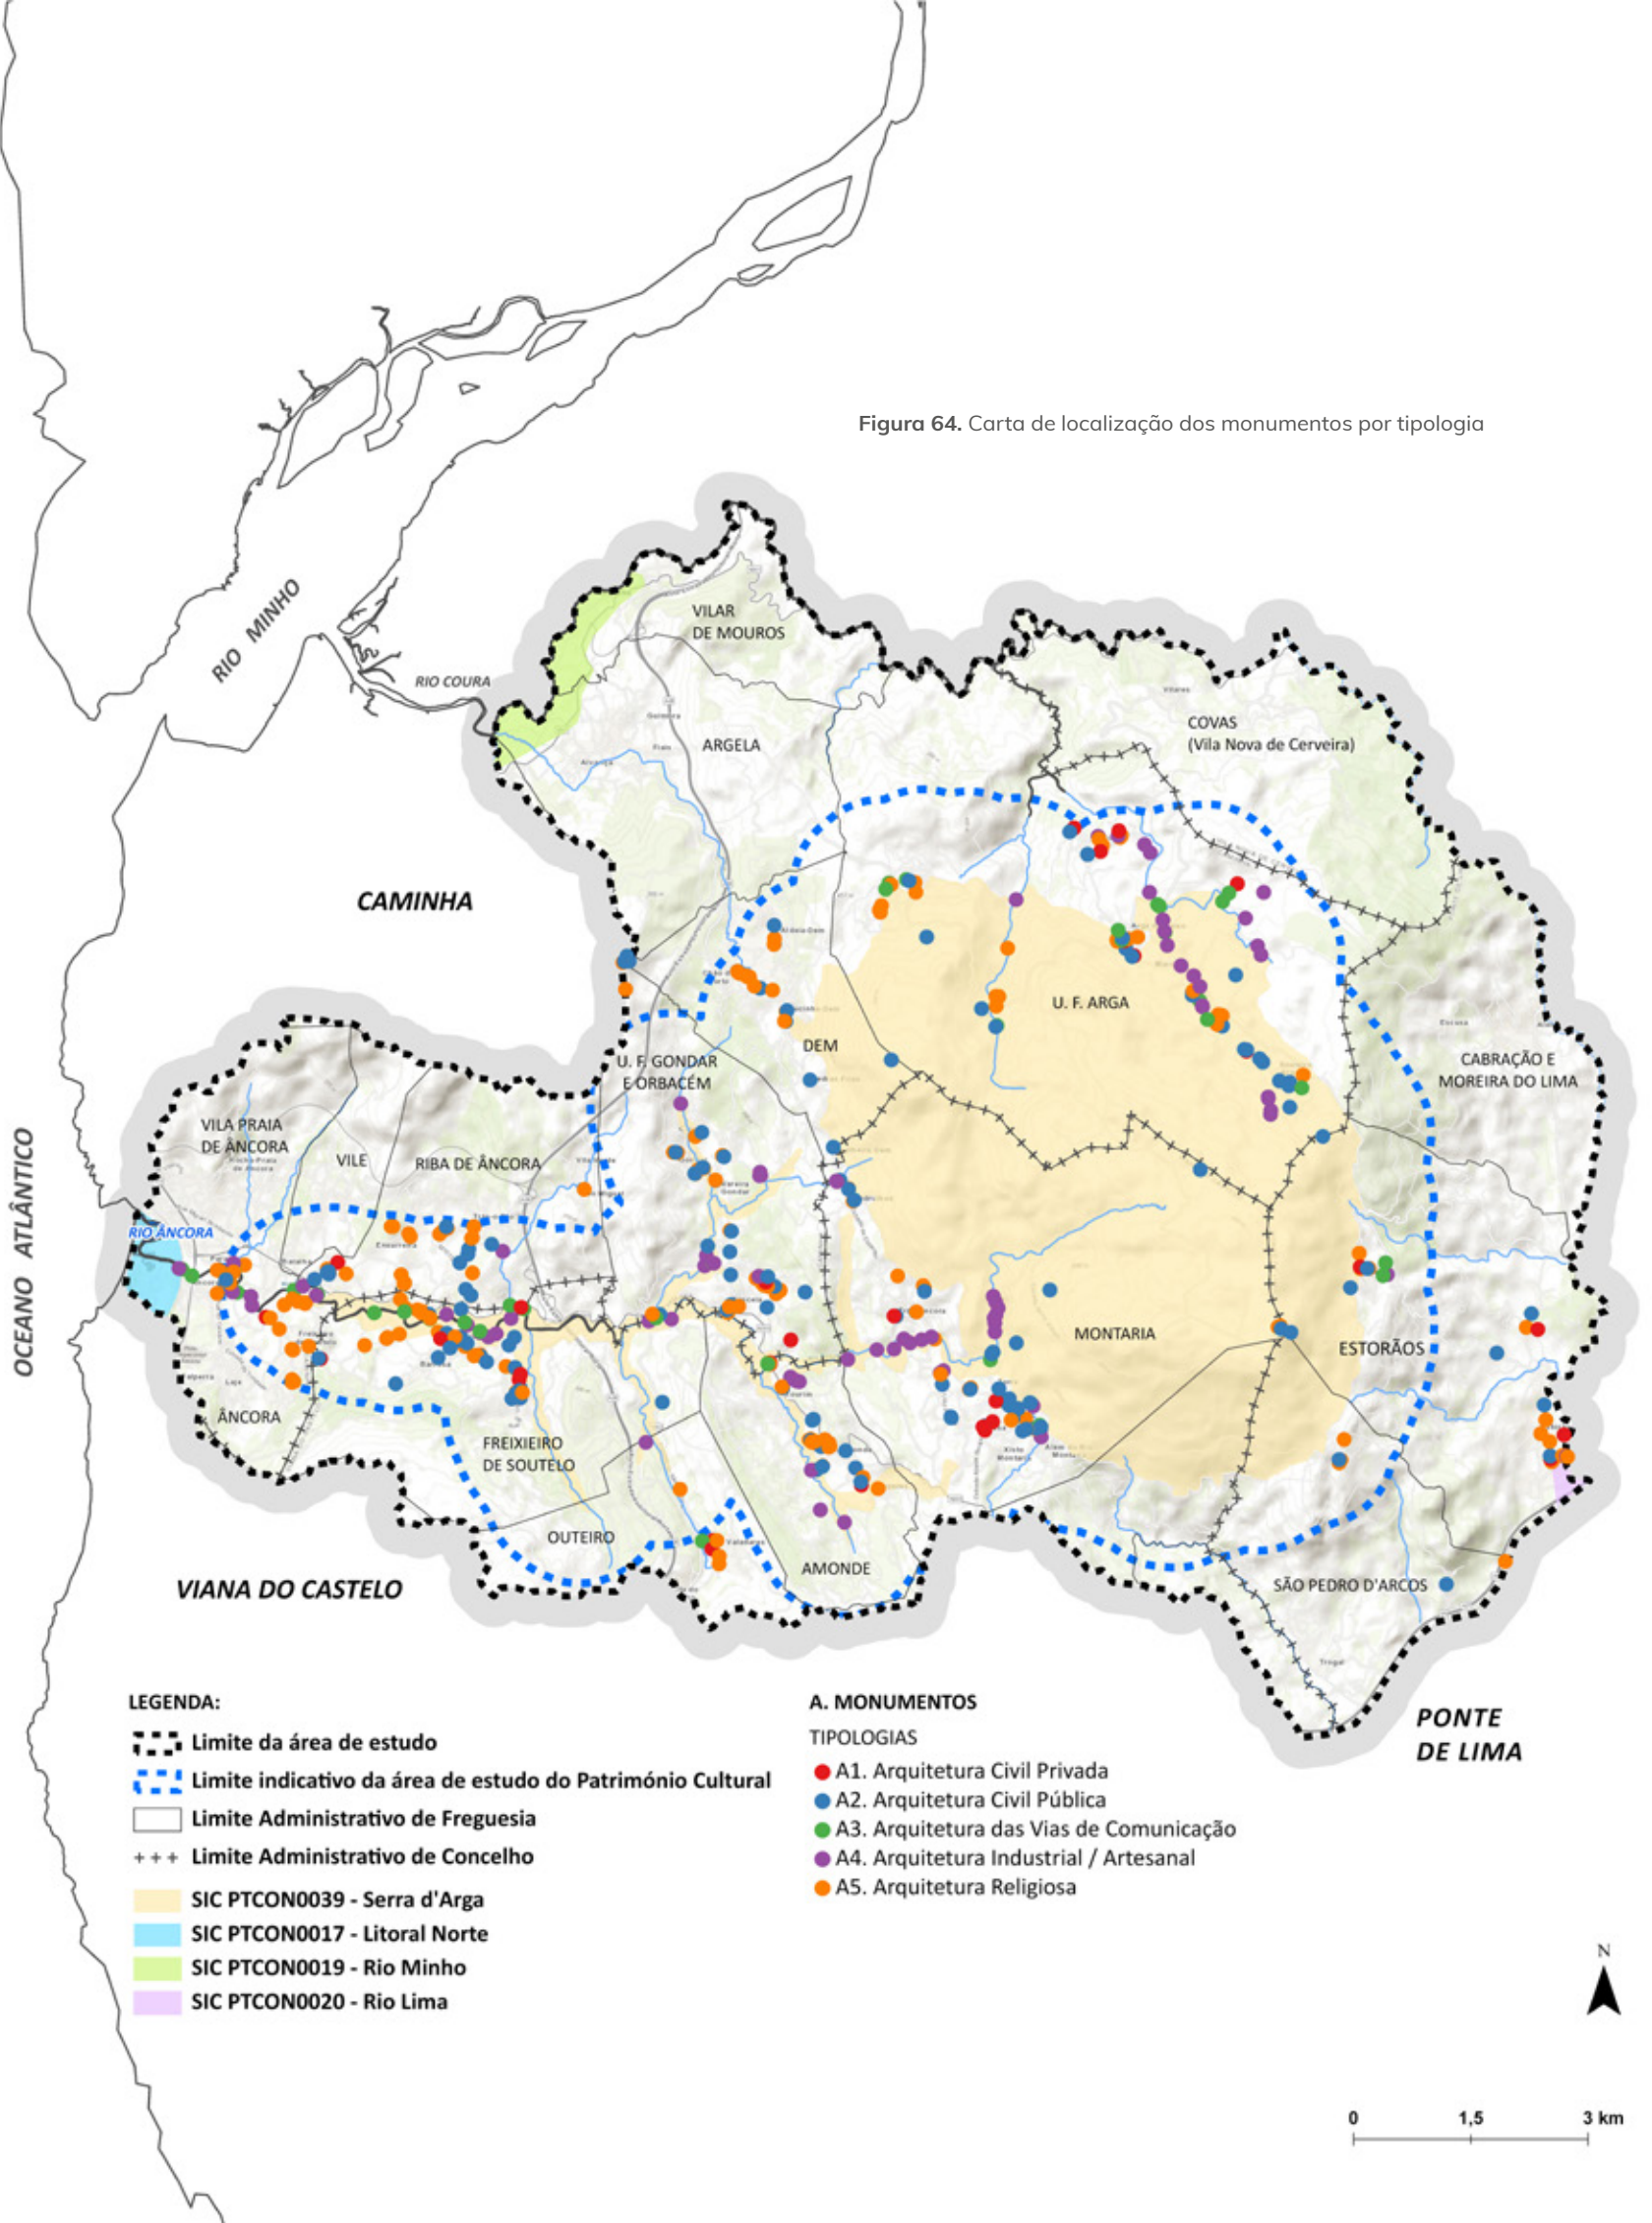 Figura 64. Carta de localização dos monumentos por tipologia
RIO MINHO
VILAR
DE MOUROS
RIO COURA
COVAS
(Vila Nova de Cerveira)
ARGELA
CAMINHA
U. F. ARGA
DEM
U. F. GONDAR
E ORBACÉM
CABRAÇÃO E
MOREIRA DO LIMA
VILA PRAIA
DE ÂNCORA
VILE
RIBA DE ÂNCORA
OCEANO ATLÂNTICO
RIO ÂNCORA
MONTARIA
ESTORÃOS
ÂNCORA
FREIXIEIRO
DE SOUTELO
OUTEIRO
AMONDE
SÃO PEDRO D'ARCOS
VIANA DO CASTELO
PONTE
DE LIMA
LEGENDA:
Limite da área de estudo
Limite indicativo da área de estudo do Património Cultural
Limite Administrativo de Freguesia
Limite Administrativo de Concelho
SIC PTCON0039 - Serra d'Arga
SIC PTCON0017 - Litoral Norte
SIC PTCON0019 - Rio Minho
SIC PTCON0020 - Rio Lima
A. MONUMENTOS
TIPOLOGIAS
A1. Arquitetura Civil Privada
A2. Arquitetura Civil Pública
A3. Arquitetura das Vias de Comunicação
A4. Arquitetura Industrial / Artesanal
A5. Arquitetura Religiosa
N
0 1,5 3 km